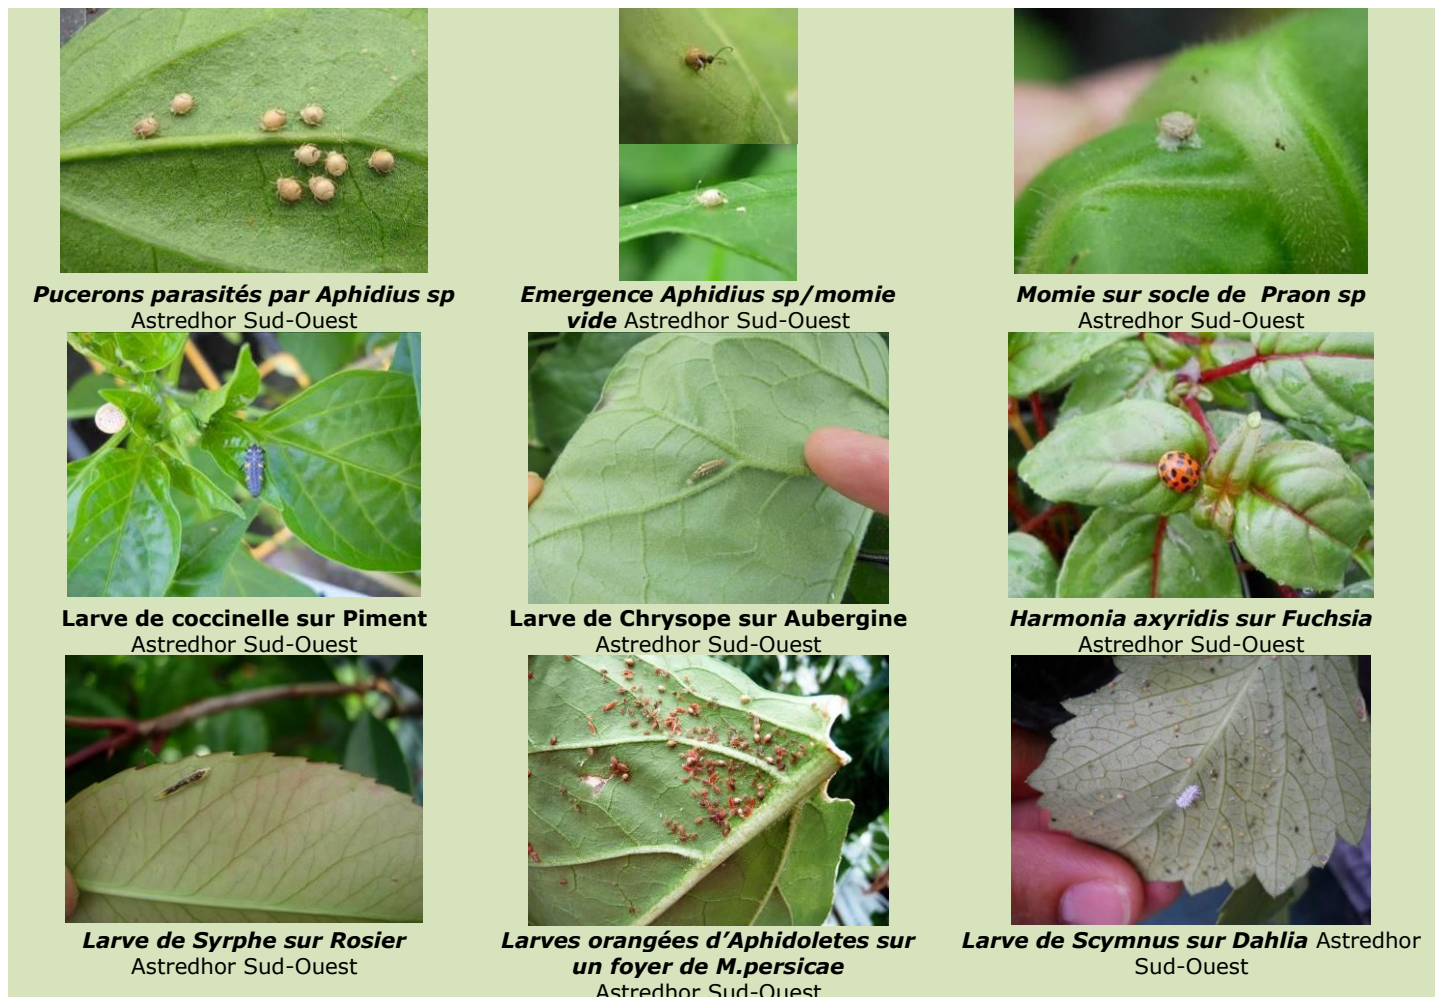 Pucerons parasités par Aphidius sp
Astredhor Sud-Ouest
Emergence Aphidius sp/momie
vide Astredhor Sud-Ouest
Momie sur socle de  Praon sp
Astredhor Sud-Ouest
Larve de coccinelle sur Piment
Astredhor Sud-Ouest
Larve de Chrysope sur Aubergine
Astredhor Sud-Ouest
Harmonia axyridis sur Fuchsia
Astredhor Sud-Ouest
Larve de Syrphe sur Rosier
Astredhor Sud-Ouest
Larves orangées d’Aphidoletes sur
un foyer de M.persicae
Astredhor Sud-Ouest
Larve de Scymnus sur Dahlia Astredhor
Sud-Ouest